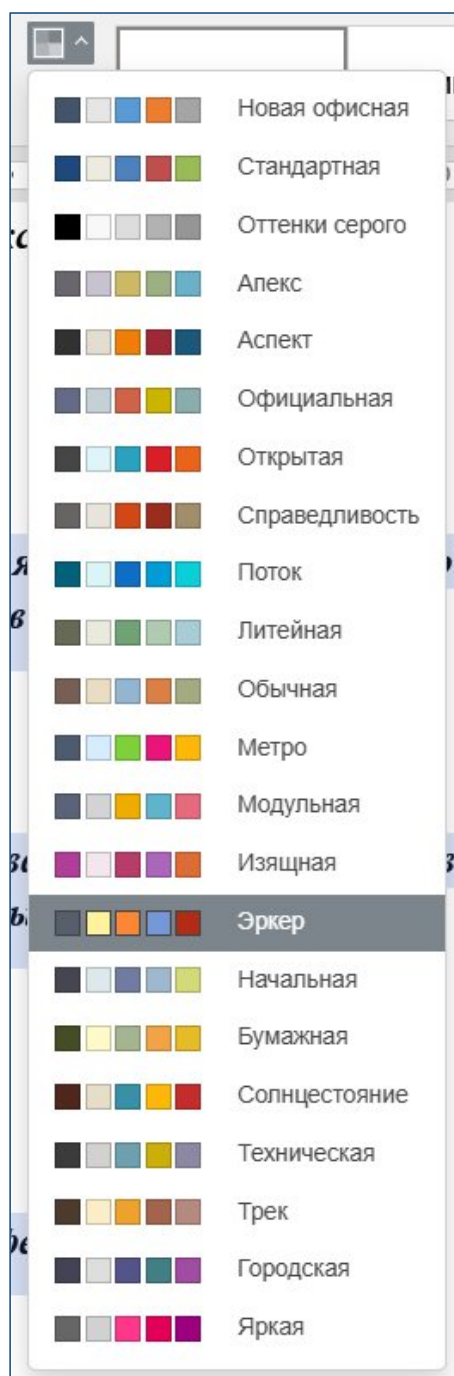 Новая офисная
Стандартная
Оттенки серого
Апекс
Аспект
Официальная
Открытая
Справедливость
Поток
Литейная
Обычная
Метро
Модульная
Изящная
Эркер
Начальная
Бумажная
Солнцестояние
Техническая
Трек
Городская
Яркая